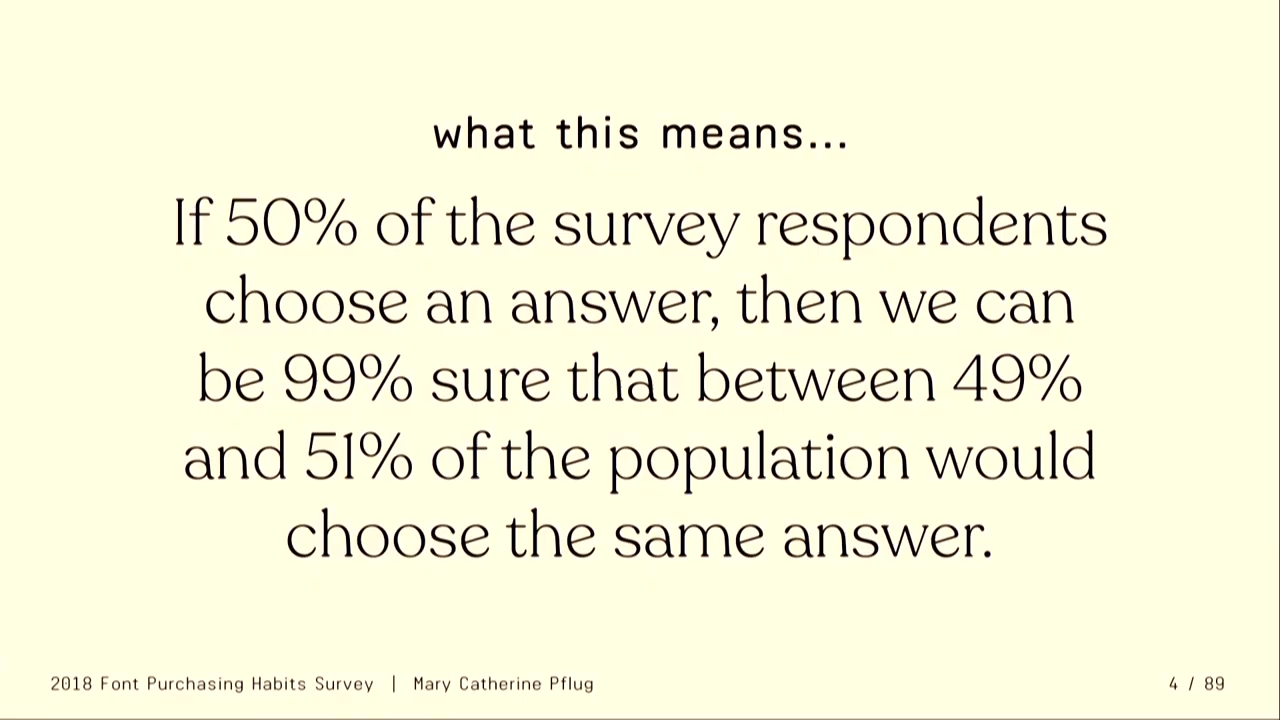 what this means...
If 50% of the survey respondents
choose an answer, then we can
be 99% sure that between 49%
and 51% of the population would
choose the same answer.
2018 Font Purchasing Habits Survey | Mary Catherine Pflug
4 / 89